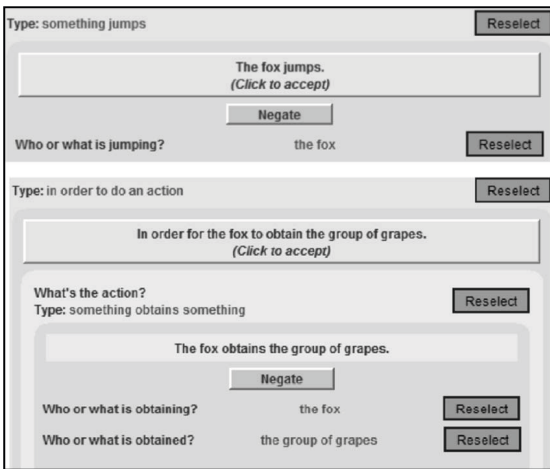 Type: something jumps Reselect
The fox jumps.
(Click to accept)
Negate
Who or what is jumping? the fox Reselect
Type: in order to do an action Reselect
In order for the fox to obtain the group of grapes.
(Click to accept)
What's the action?
Type: something obtains something Reselect
The fox obtains the group of grapes.
Negate
Who or what is obtaining? the fox Reselect
Who or what is obtained? the group of grapes Reselect